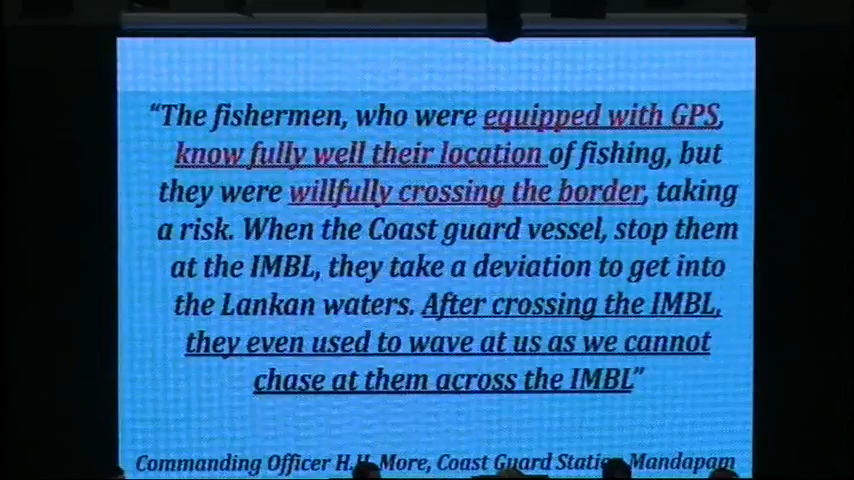 “The fishermen, who were equipped with GPS,
know fully well their location of fishing, but
they were willfully crossing the border, taking
a risk. When the Coast guard vessel, stop them
at the IMBL, they take a deviation to get into
the Lankan waters. After crossing the IMBL,
they even used to wave at us as we cannot
chase at them across the IMBL”
Commanding Officer H.H. More, Coast Guard Station Mandapam